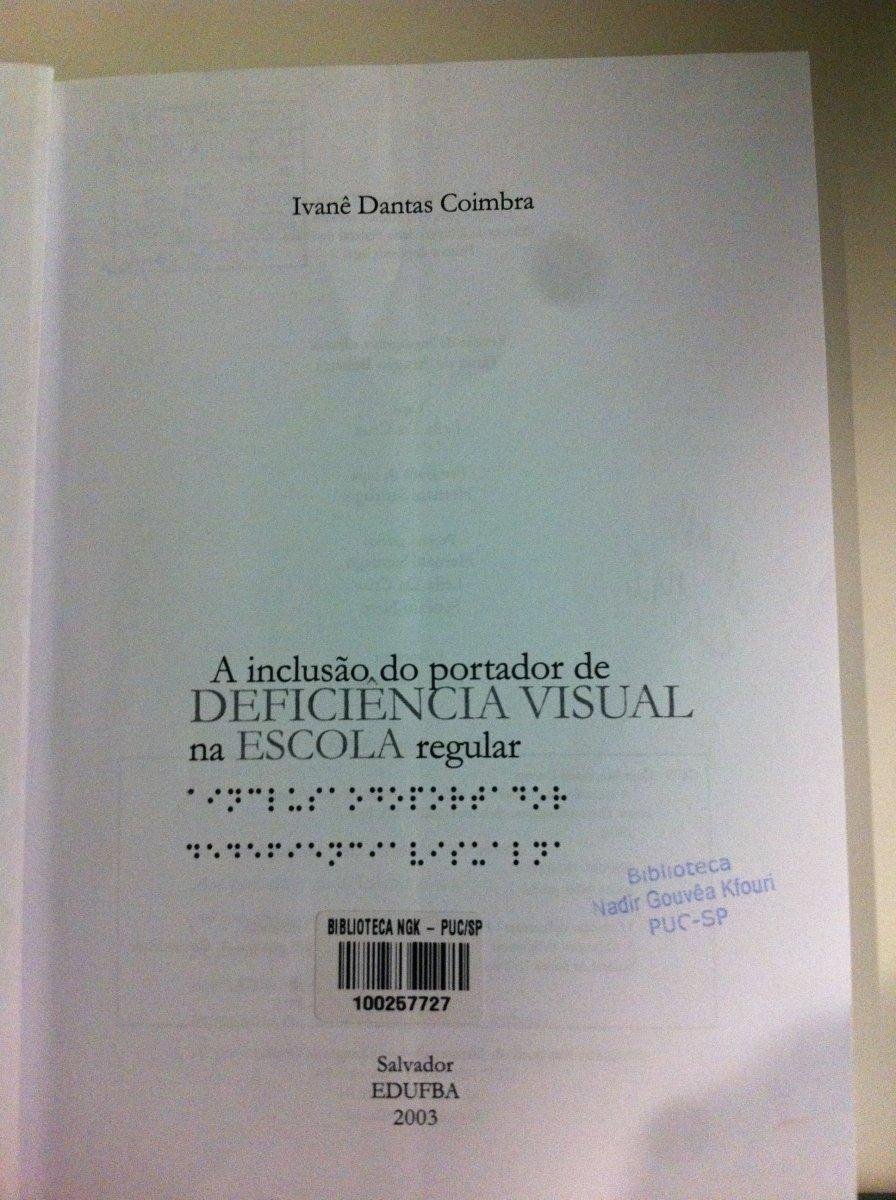 Ivanê Dantas Coimbra
A inclusão do portador de
DEFICIÊNCIA VISUAL
na ESCOLA regular
Biblioteca
Nadir Gouvêa Kfouri
PUC-SP
BIBLIOTECA NGK – PUC/SP
100257727
Salvador
EDUFBA
2003